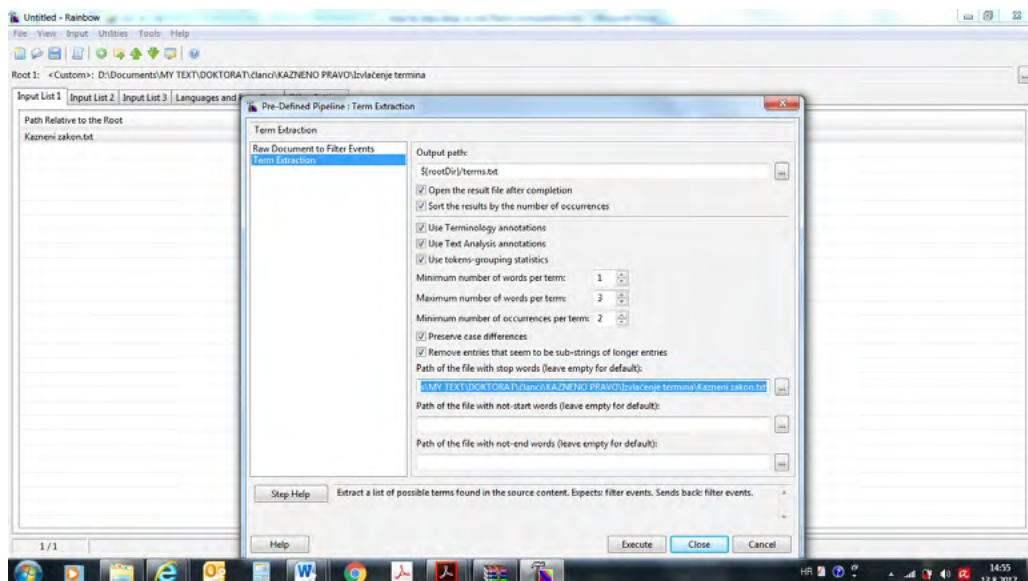 Untitled - Rainbow
File View Input Utilities Tools Help
Root 1: <Custom>: D:\Documents\MY TEXT\DOKTORAT\članci\KAZNENO PRAVO\Izvlačenje termina
Input List 1 Input List 2 Input List 3 Languages and
Pre-Defined Pipeline : Term Extraction
Path Relative to the Root
Kazneni zakon.txt
Term Extraction
Raw Document to Filter Events
Term Extraction
Output path:
${rootDir}/terms.txt
Open the result file after completion
Sort the results by the number of occurrences
Use Terminology annotations
Use Text Analysis annotations
Use tokens-grouping statistics
Minimum number of words per term: 1
Maximum number of words per term: 3
Minimum number of occurrences per term: 2
Preserve case differences
Remove entries that seem to be sub-strings of longer entries
Path of the file with stop words (leave empty for default):
s\MY TEXT\DOKTORAT\članci\KAZNENO PRAVO\Izvlačenje termina\Kazneni zakon.txt
Path of the file with not-start words (leave empty for default):
Path of the file with not-end words (leave empty for default):
Step Help Extract a list of possible terms found in the source content. Expects: filter events. Sends back: filter events.
Help Execute Close Cancel
1 / 1
HR 14:55